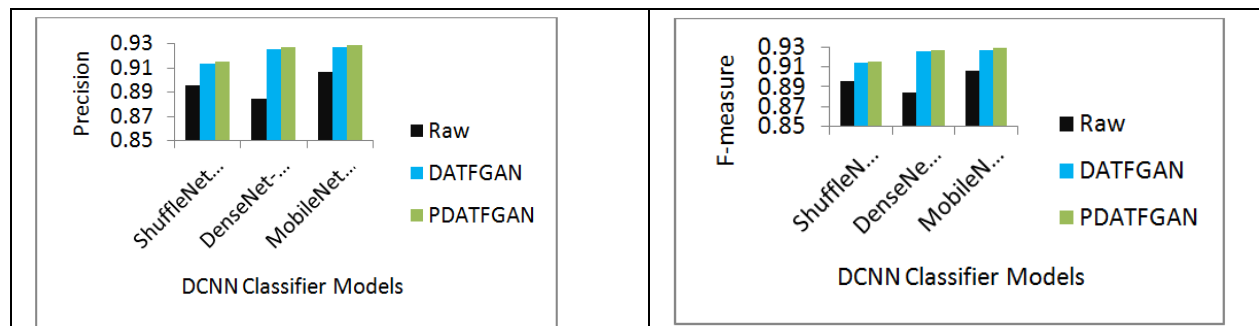 Precision
0.93
0.91
0.89
0.87
0.85
ShuffleNet...
DenseNet-...
MobileNet...
Raw
DATFGAN
PDATFGAN
DCNN Classifier Models
F-measure
0.93
0.91
0.89
0.87
0.85
ShuffleN...
DenseNe...
MobileN...
Raw
DATFGAN
PDATFGAN
DCNN Classifier Models